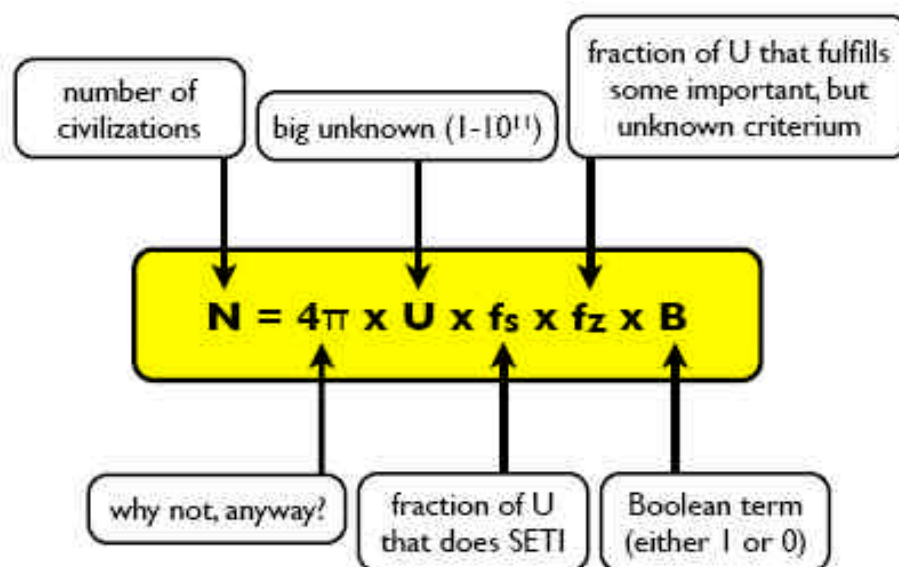 number of
civilizations
big unknown (1-10¹¹)
fraction of U that fulfills
some important, but
unknown criterium
N = 4π x U x fs x fz x B
why not, anyway?
fraction of U
that does SETI
Boolean term
(either 1 or 0)